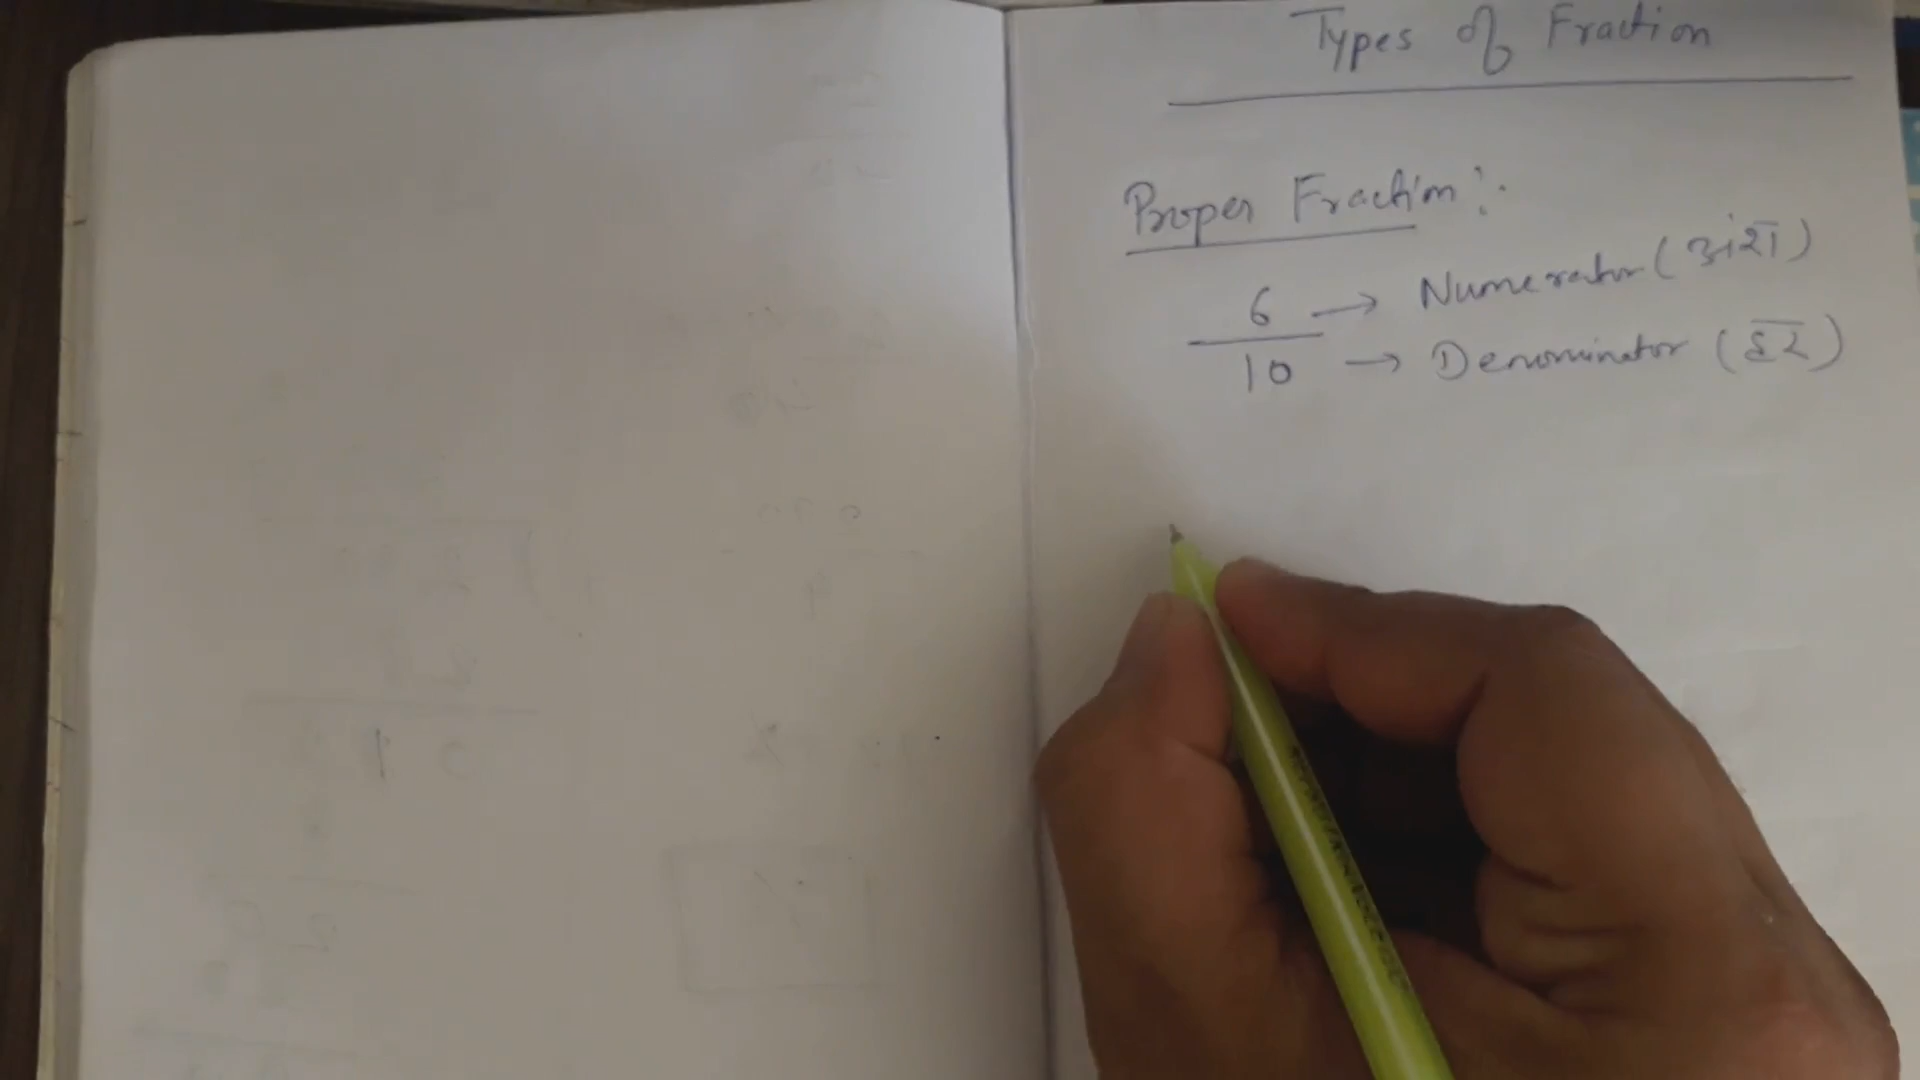 Types of Fraction
Proper Fraction :-
6 → Numerator (अंश)
10 → Denominator (हर)